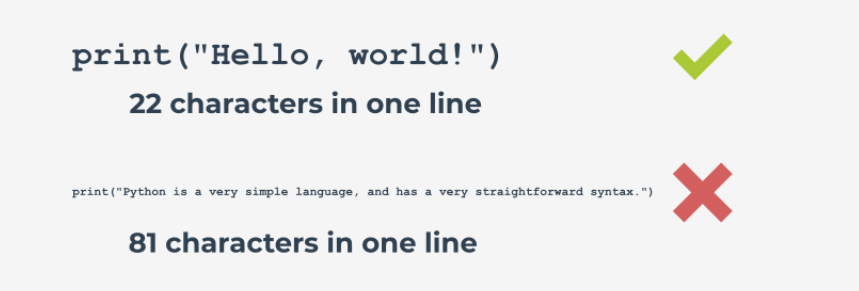 print("Hello, world!")
22 characters in one line
print("Python is a very simple language, and has a very straightforward syntax.")
81 characters in one line